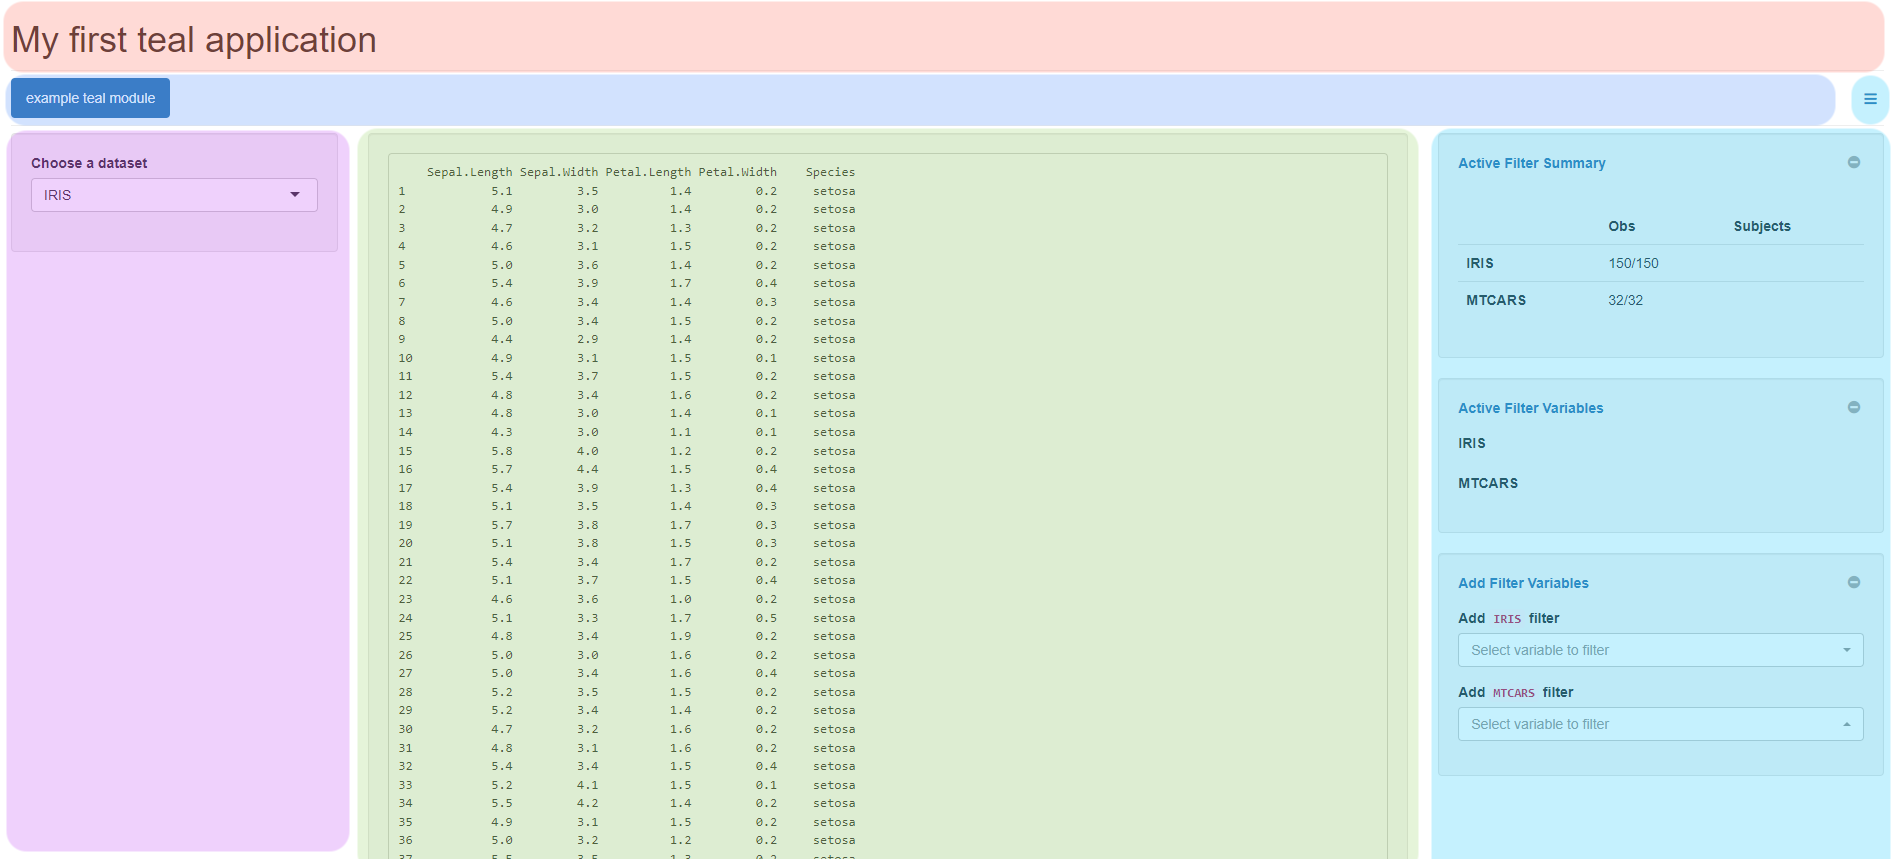 My first teal application
example teal module
Choose a dataset
IRIS
Sepal.Length Sepal.Width Petal.Length Petal.Width Species
1 5.1 3.5 1.4 0.2 setosa
2 4.9 3.0 1.4 0.2 setosa
3 4.7 3.2 1.3 0.2 setosa
4 4.6 3.1 1.5 0.2 setosa
5 5.0 3.6 1.4 0.2 setosa
6 5.4 3.9 1.7 0.4 setosa
7 4.6 3.4 1.4 0.3 setosa
8 5.0 3.4 1.5 0.2 setosa
9 4.4 2.9 1.4 0.2 setosa
10 4.9 3.1 1.5 0.1 setosa
11 5.4 3.7 1.5 0.2 setosa
12 4.8 3.4 1.6 0.2 setosa
13 4.8 3.0 1.4 0.1 setosa
14 4.3 3.0 1.1 0.1 setosa
15 5.8 4.0 1.2 0.2 setosa
16 5.7 4.4 1.5 0.4 setosa
17 5.4 3.9 1.3 0.4 setosa
18 5.1 3.5 1.4 0.3 setosa
19 5.7 3.8 1.7 0.3 setosa
20 5.1 3.8 1.5 0.3 setosa
21 5.4 3.4 1.7 0.2 setosa
22 5.1 3.7 1.5 0.4 setosa
23 4.6 3.6 1.0 0.2 setosa
24 5.1 3.3 1.7 0.5 setosa
25 4.8 3.4 1.9 0.2 setosa
26 5.0 3.0 1.6 0.2 setosa
27 5.0 3.4 1.6 0.4 setosa
28 5.2 3.5 1.5 0.2 setosa
29 5.2 3.4 1.4 0.2 setosa
30 4.7 3.2 1.6 0.2 setosa
31 4.8 3.1 1.6 0.2 setosa
32 5.4 3.4 1.5 0.4 setosa
33 5.2 4.1 1.5 0.1 setosa
34 5.5 4.2 1.4 0.2 setosa
35 4.9 3.1 1.5 0.2 setosa
36 5.0 3.2 1.2 0.2 setosa
37 5.5 3.5 1.3 0.2 setosa
Active Filter Summary
Obs Subjects
IRIS 150/150
MTCARS 32/32
Active Filter Variables
IRIS
MTCARS
Add Filter Variables
Add IRIS filter
Select variable to filter
Add MTCARS filter
Select variable to filter